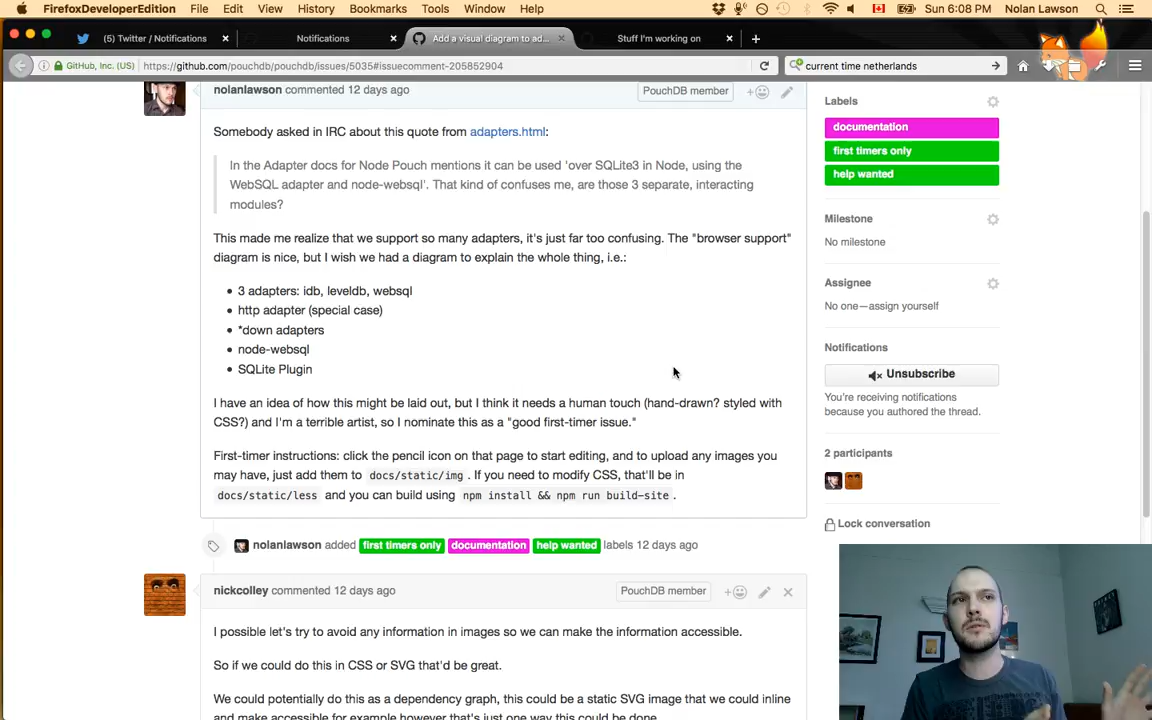 FirefoxDeveloperEdition File Edit View History Bookmarks Tools Window Help Sun 6:08 PM Nolan Lawson
(5) Twitter / Notifications Notifications Add a visual diagram to ad... Stuff I'm working on
GitHub, Inc. (US) https://github.com/pouchdb/pouchdb/issues/5035#issuecomment-205852904 current time netherlands
nolanlawson commented 12 days ago PouchDB member
Somebody asked in IRC about this quote from adapters.html:
In the Adapter docs for Node Pouch mentions it can be used 'over SQLite3 in Node, using the
WebSQL adapter and node-websql'. That kind of confuses me, are those 3 separate, interacting
modules?
This made me realize that we support so many adapters, it's just far too confusing. The "browser support"
diagram is nice, but I wish we had a diagram to explain the whole thing, i.e.:
• 3 adapters: idb, leveldb, websql
• http adapter (special case)
• *down adapters
• node-websql
• SQLite Plugin
I have an idea of how this might be laid out, but I think it needs a human touch (hand-drawn? styled with
CSS?) and I'm a terrible artist, so I nominate this as a "good first-timer issue."
First-timer instructions: click the pencil icon on that page to start editing, and to upload any images you
may have, just add them to docs/static/img . If you need to modify CSS, that'll be in
docs/static/less and you can build using npm install && npm run build-site .
nolanlawson added first timers only documentation help wanted labels 12 days ago
nickcolley commented 12 days ago PouchDB member
I possible let's try to avoid any information in images so we can make the information accessible.
So if we could do this in CSS or SVG that'd be great.
We could potentially do this as a dependency graph, this could be a static SVG image that we could inline
and make accessible for example however that's just one way this could be done
Labels
documentation
first timers only
help wanted
Milestone
No milestone
Assignee
No one—assign yourself
Notifications
Unsubscribe
You're receiving notifications
because you authored the thread.
2 participants
Lock conversation